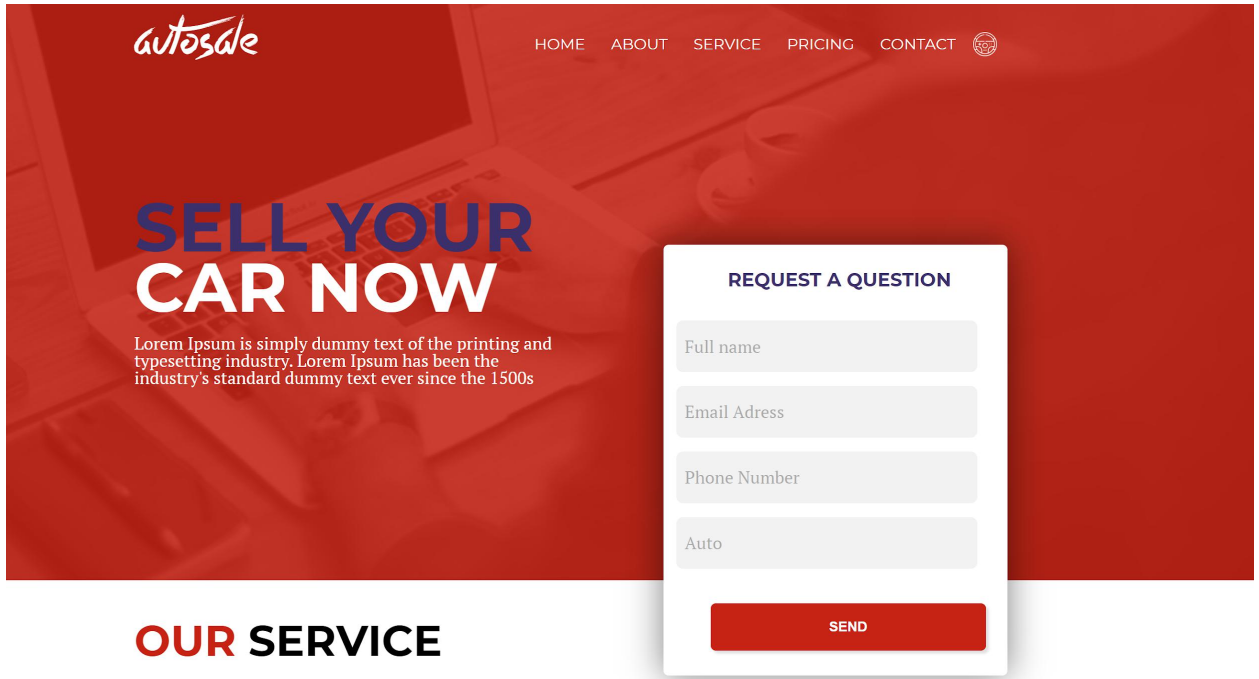 autosale
HOME ABOUT SERVICE PRICING CONTACT
SELL YOUR
CAR NOW
Lorem Ipsum is simply dummy text of the printing and
typesetting industry. Lorem Ipsum has been the
industry's standard dummy text ever since the 1500s
REQUEST A QUESTION
Full name
Email Adress
Phone Number
Auto
SEND
OUR SERVICE